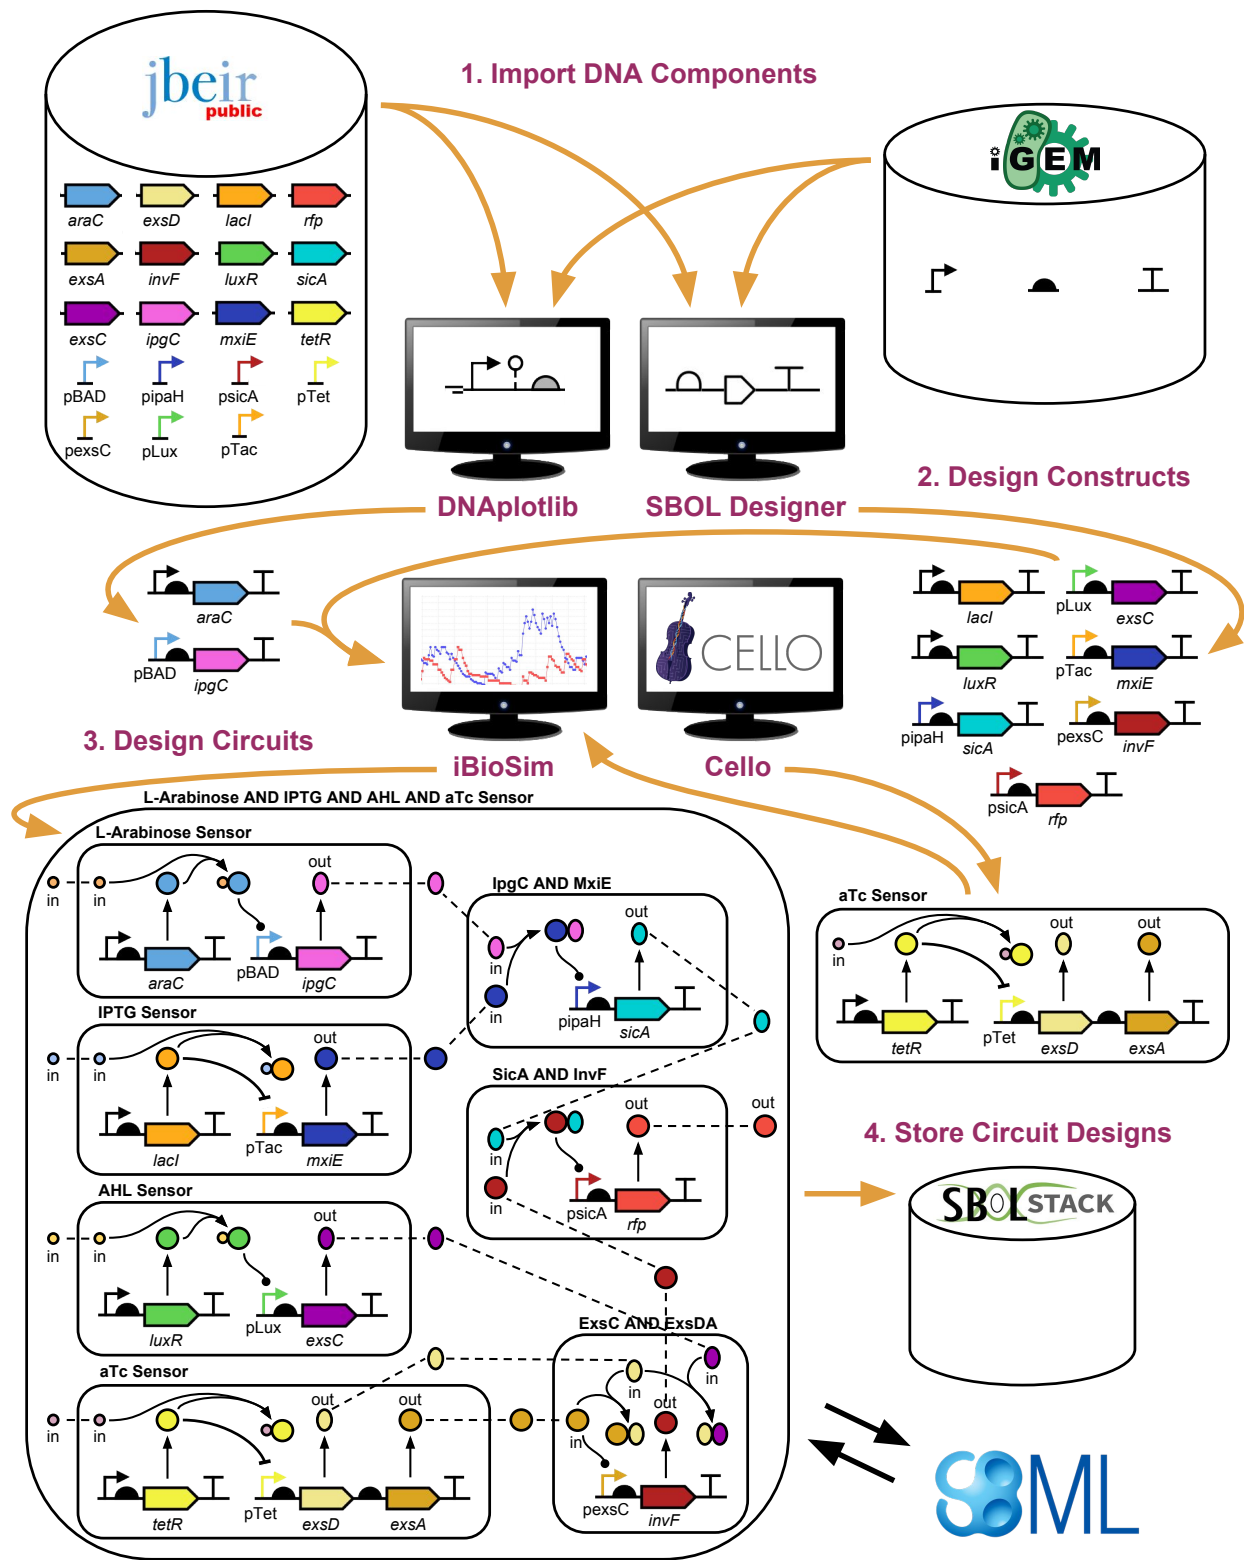 jbeir
public
1. Import DNA Components
iGEM
araC
exsD
lacI
rfp
exsA
invF
luxR
sicA
exsC
ipgC
mxiE
tetR
pBAD
pipaH
psicA
pTet
pexsC
pLux
pTac
DNAplotlib
SBOL Designer
2. Design Constructs
araC
pBAD
ipgC
CELLO
lacI
pLux
exsC
luxR
pTac
mxiE
pipaH
sicA
pexsC
invF
psicA
rfp
3. Design Circuits
iBioSim
Cello
L-Arabinose AND IPTG AND AHL AND aTc Sensor
L-Arabinose Sensor
in
in
out
araC
pBAD
ipgC
IpgC AND MxiE
in
in
out
pipaH
sicA
aTc Sensor
in
out
out
tetR
pTet
exsD
exsA
IPTG Sensor
in
in
out
lacI
pTac
mxiE
SicA AND InvF
in
in
out
out
psicA
rfp
4. Store Circuit Designs
SBOLSTACK
AHL Sensor
in
in
out
luxR
pLux
exsC
ExsC AND ExsDA
in
in
in
out
pexsC
invF
aTc Sensor
in
in
out
out
tetR
pTet
exsD
exsA
SBML